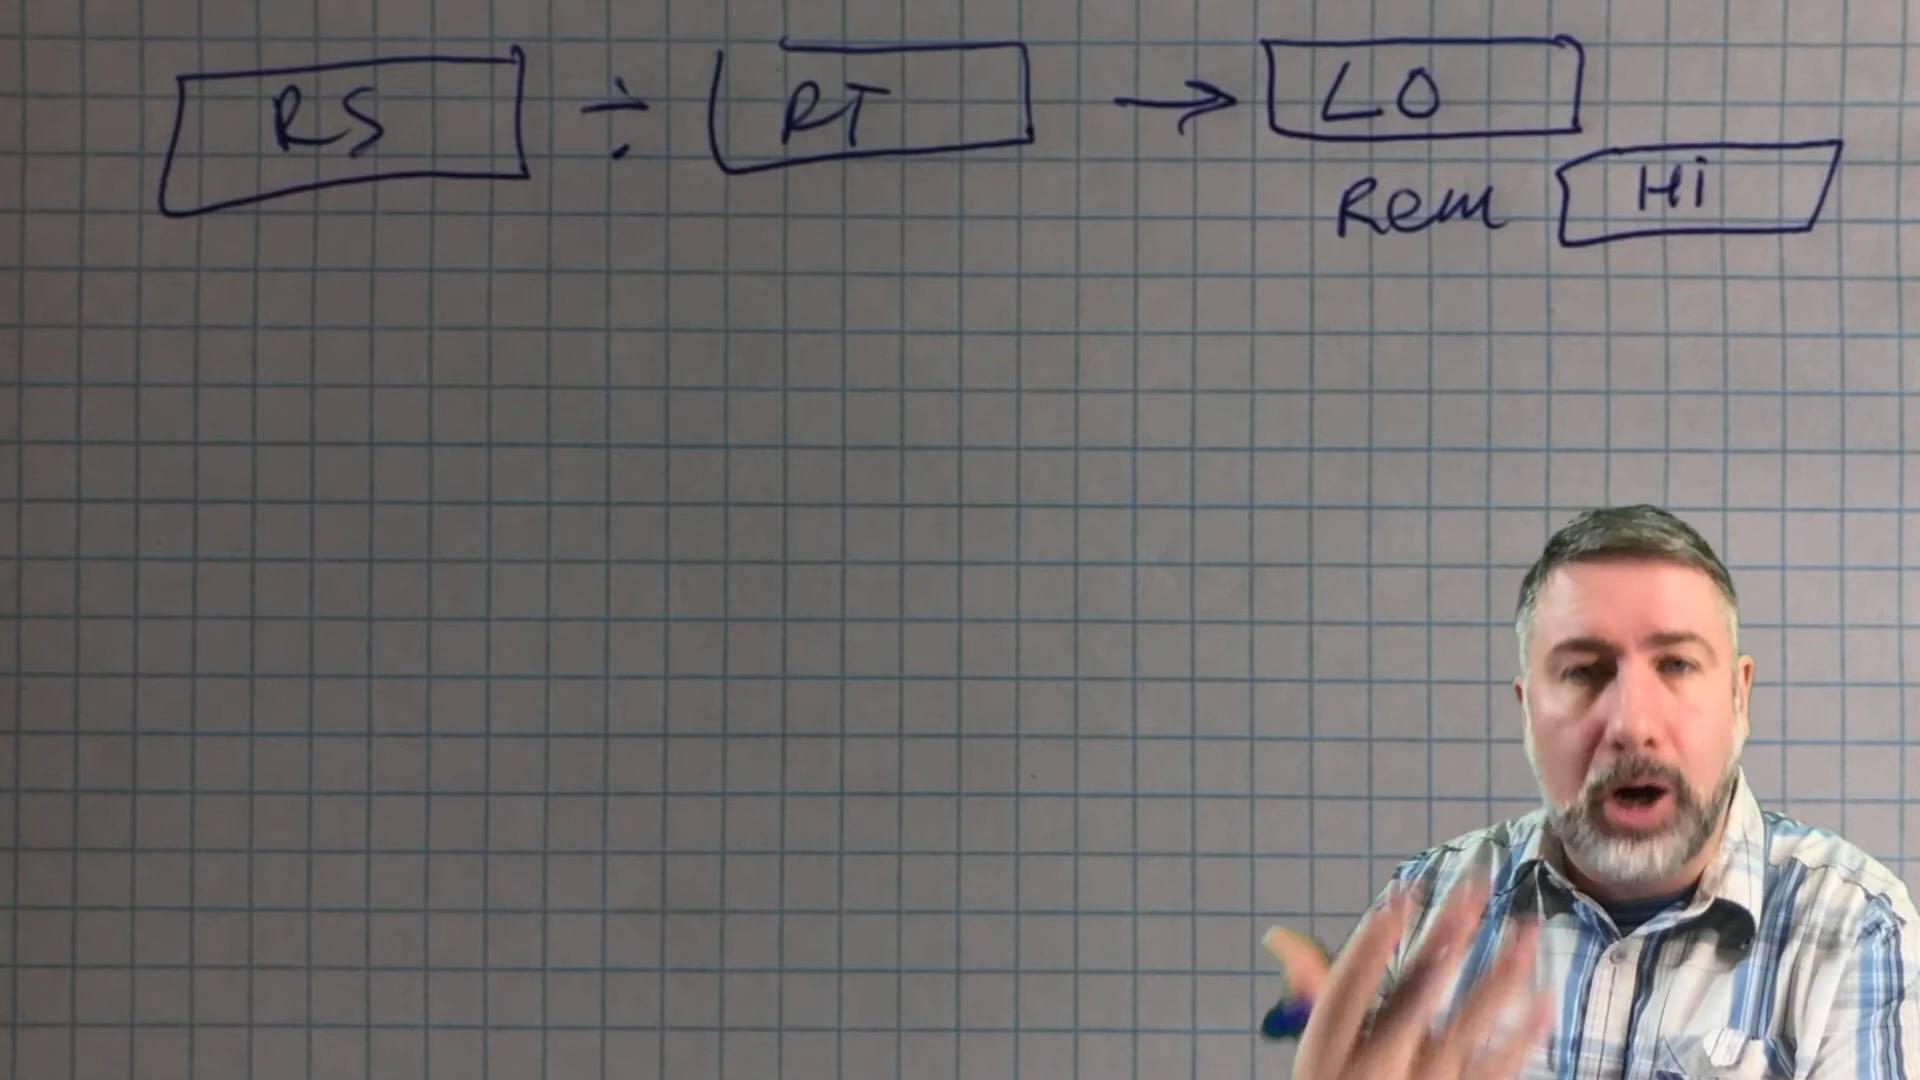 RS ÷ RT → LO
Rem Hi